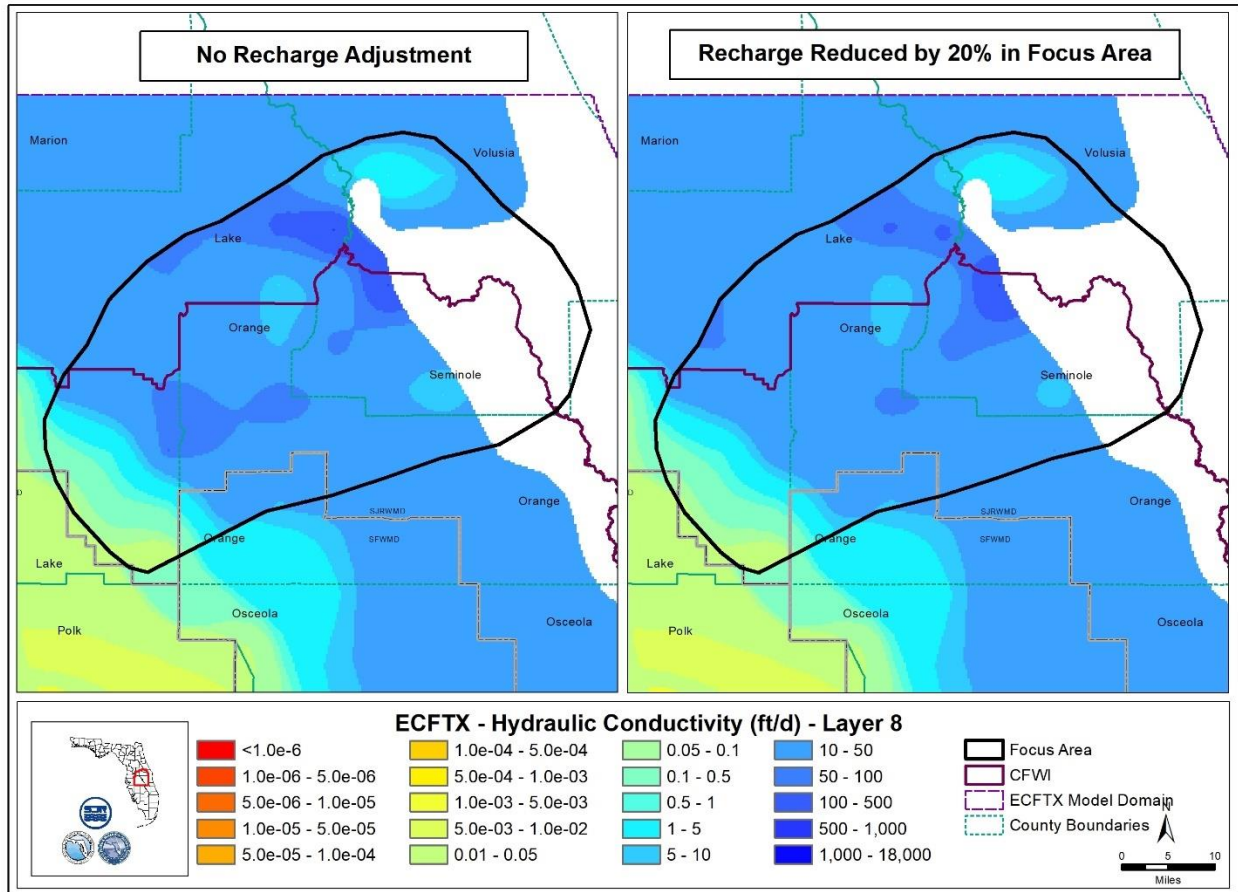 No Recharge Adjustment
Marion
Volusia
Lake
Orange
Seminole
Orange
SJRWMD
Orange
SFWMD
Lake
Osceola
Osceola
Polk
Recharge Reduced by 20% in Focus Area
Marion
Volusia
Lake
Orange
Seminole
Orange
SJRWMD
Orange
SFWMD
Lake
Osceola
Osceola
Polk
ECFTX - Hydraulic Conductivity (ft/d) - Layer 8
<1.0e-6
1.0e-06 - 5.0e-06
5.0e-06 - 1.0e-05
1.0e-05 - 5.0e-05
5.0e-05 - 1.0e-04
1.0e-04 - 5.0e-04
5.0e-04 - 1.0e-03
1.0e-03 - 5.0e-03
5.0e-03 - 1.0e-02
0.01 - 0.05
0.05 - 0.1
0.1 - 0.5
0.5 - 1
1 - 5
5 - 10
10 - 50
50 - 100
100 - 500
500 - 1,000
1,000 - 18,000
Focus Area
CFWI
ECFTX Model Domain
County Boundaries
N
0 5 10
Miles